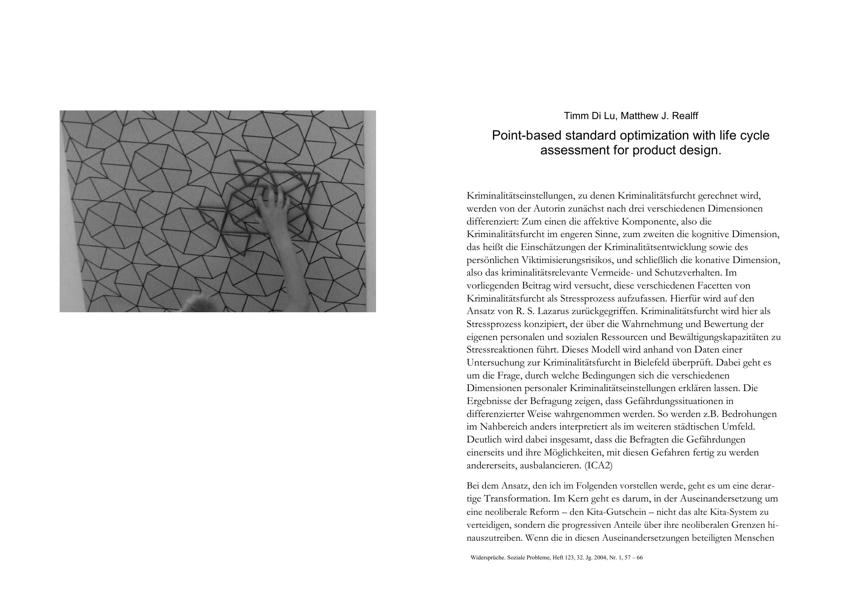 Timm Di Lu, Matthew J. Realff
Point-based standard optimization with life cycle
assessment for product design.
Kriminalitätseinstellungen, zu denen Kriminalitätsfurcht gerechnet wird,
werden von der Autorin zunächst nach drei verschiedenen Dimensionen
differenziert: Zum einen die affektive Komponente, also die
Kriminalitätsfurcht im engeren Sinne, zum zweiten die kognitive Dimension,
das heißt die Einschätzungen der Kriminalitätsentwicklung sowie des
persönlichen Viktimisierungsrisikos, und schließlich die konative Dimension,
also das kriminalitätsrelevante Vermeide- und Schutzverhalten. Im
vorliegenden Beitrag wird versucht, diese verschiedenen Facetten von
Kriminalitätsfurcht als Stressprozess aufzufassen. Hierfür wird auf den
Ansatz von R. S. Lazarus zurückgegriffen. Kriminalitätsfurcht wird hier als
Stressprozess konzipiert, der über die Wahrnehmung und Bewertung der
eigenen personalen und sozialen Ressourcen und Bewältigungskapazitäten zu
Stressreaktionen führt. Dieses Modell wird anhand von Daten einer
Untersuchung zur Kriminalitätsfurcht in Bielefeld überprüft. Dabei geht es
um die Frage, durch welche Bedingungen sich die verschiedenen
Dimensionen personaler Kriminalitätseinstellungen erklären lassen. Die
Ergebnisse der Befragung zeigen, dass Gefährdungssituationen in
differenzierter Weise wahrgenommen werden. So werden z.B. Bedrohungen
im Nahbereich anders interpretiert als im weiteren städtischen Umfeld.
Deutlich wird dabei insgesamt, dass die Befragten die Gefährdungen
einerseits und ihre Möglichkeiten, mit diesen Gefahren fertig zu werden
andererseits, ausbalancieren. (ICA2)
Bei dem Ansatz, den ich im Folgenden vorstellen werde, geht es um eine derar-
tige Transformation. Im Kern geht es darum, in der Auseinandersetzung um
eine neoliberale Reform – den Kita-Gutschein – nicht das alte Kita-System zu
verteidigen, sondern die progressiven Anteile über ihre neoliberalen Grenzen hi-
nauszutreiben. Wenn die in diesen Auseinandersetzungen beteiligten Menschen
Widersprüche. Soziale Probleme, Heft 123, 32. Jg. 2004, Nr. 1, 57 – 66